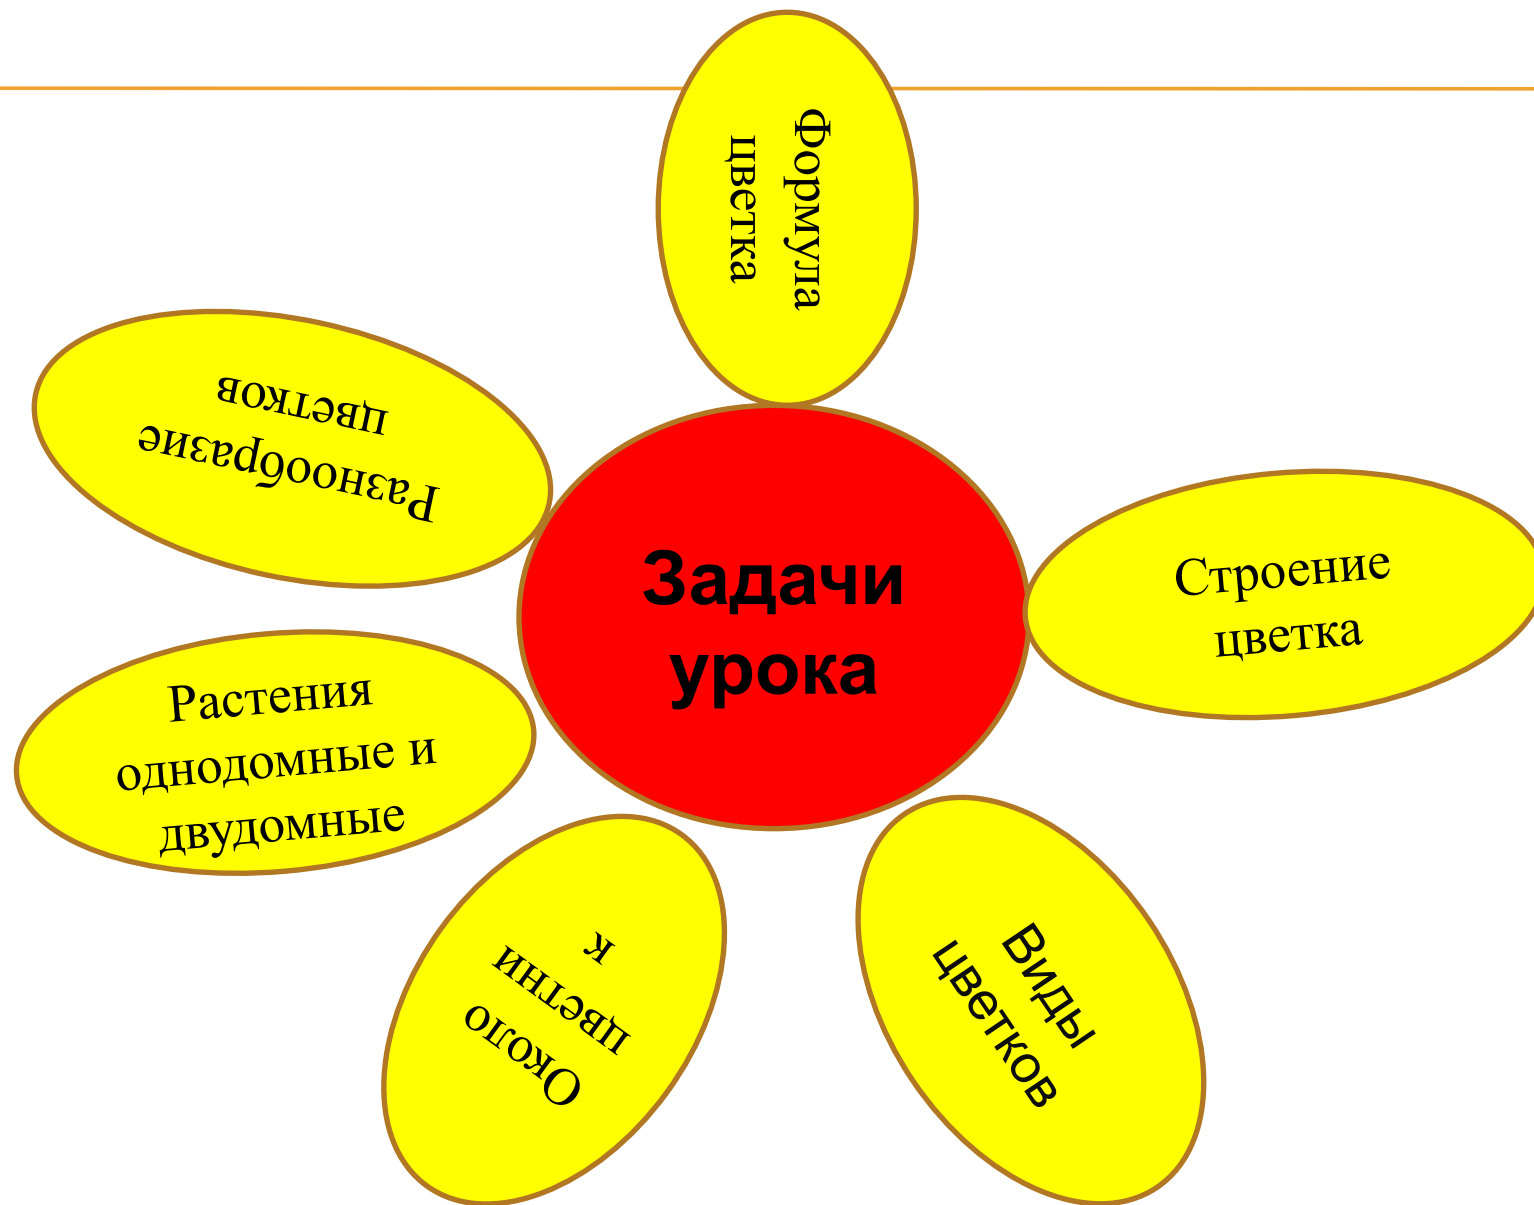 Формула
цветка
Разнообразие
цветков
Задачи
урока
Строение
цветка
Растения
однодомные и
двудомные
Около
цветни
к
Виды
цветков